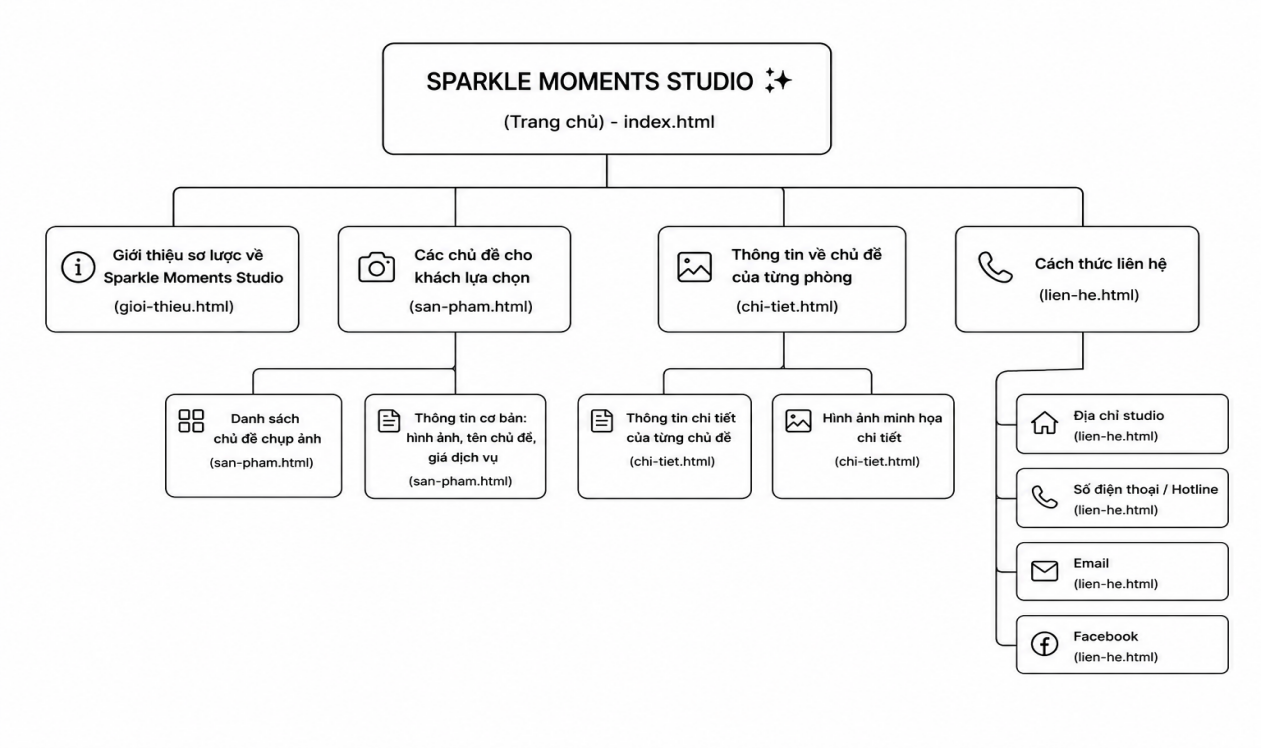 SPARKLE MOMENTS STUDIO
(Trang chủ) - index.html
Giới thiệu sơ lược về
Sparkle Moments Studio
(gioi-thieu.html)
Các chủ đề cho
khách lựa chọn
(san-pham.html)
Thông tin về chủ đề
của từng phòng
(chi-tiet.html)
Cách thức liên hệ
(lien-he.html)
Danh sách
chủ đề chụp ảnh
(san-pham.html)
Thông tin cơ bản:
hình ảnh, tên chủ đề,
giá dịch vụ
(san-pham.html)
Thông tin chi tiết
của từng chủ đề
(chi-tiet.html)
Hình ảnh minh họa
chi tiết
(chi-tiet.html)
Địa chỉ studio
(lien-he.html)
Số điện thoại / Hotline
(lien-he.html)
Email
(lien-he.html)
Facebook
(lien-he.html)